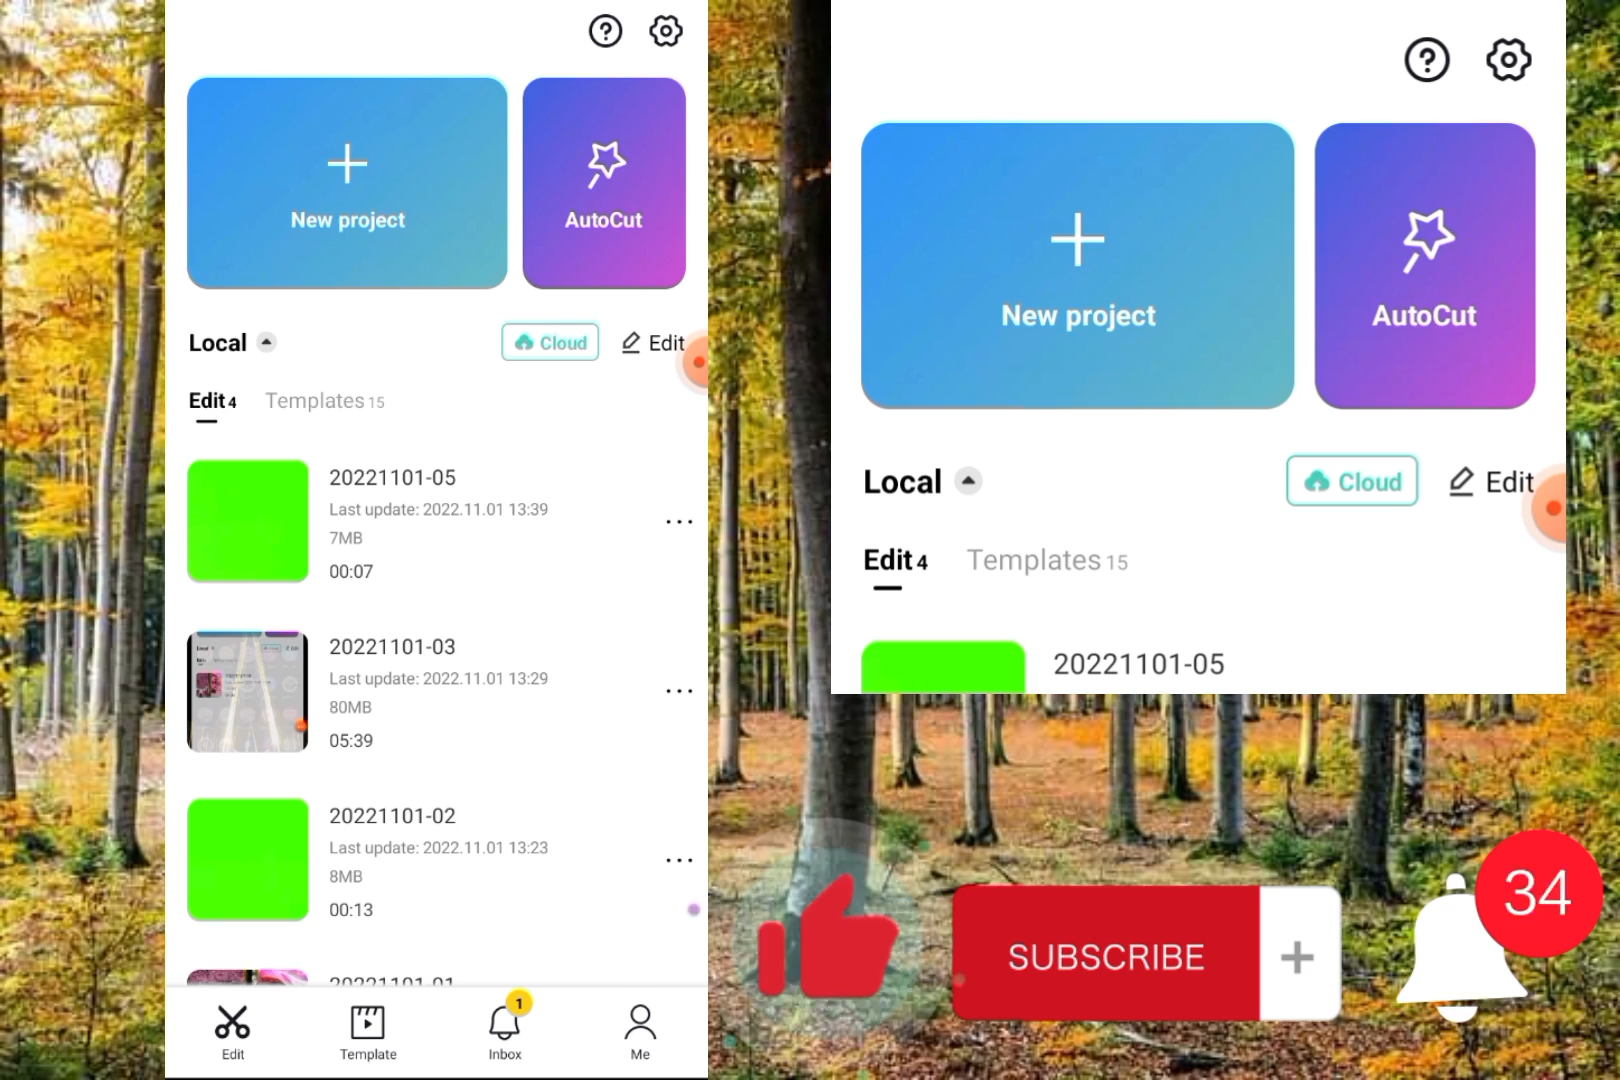 New project
AutoCut
Local
Cloud
Edit
Edit 4
Templates 15
20221101-05
Last update: 2022.11.01 13:39
7MB
00:07
20221101-03
Last update: 2022.11.01 13:29
80MB
05:39
20221101-02
Last update: 2022.11.01 13:23
8MB
00:13
20221101-01
Edit
Template
1
Inbox
Me
New project
AutoCut
Local
Cloud
Edit
Edit 4
Templates 15
20221101-05
SUBSCRIBE
34